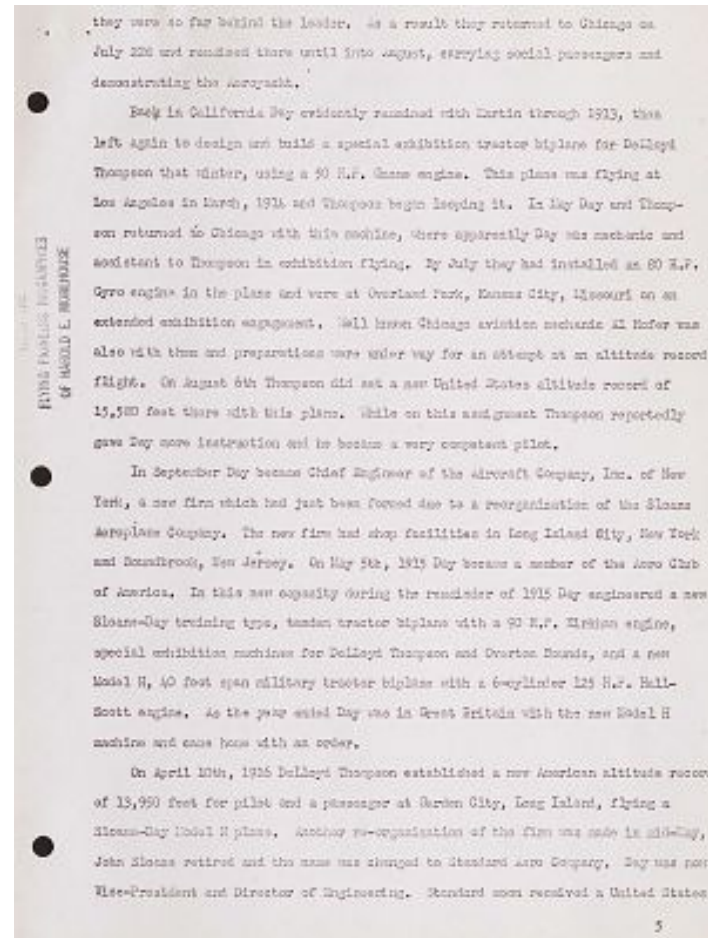 they were so far behind the leader. As a result they returned to Chicago on
July 22d and remained there until into August, carrying social passengers and
demonstrating the Aeroyacht.
Back in California Day evidently remained with Martin through 1913, then
left again to design and build a special exhibition tractor biplane for DeLloyd
Thompson that winter, using a 50 H.P. Gnome engine. This plane was flying at
Los Angeles in March, 1914 and Thompson began looping it. In May Day and Thomp-
son returned to Chicago with this machine, where apparently Day was mechanic and
assistant to Thompson in exhibition flying. By July they had installed an 80 H.P.
Gyro engine in the plane and were at Overland Park, Kansas City, Missouri on an
extended exhibition engagement. Well known Chicago aviation mechanic Al Hofer was
also with them and preparations were under way for an attempt at an altitude record
flight. On August 6th Thompson did set a new United States altitude record of
15,580 feet there with this plane. While on this assignment Thompson reportedly
gave Day more instruction and he became a very competent pilot.
In September Day became Chief Engineer of the Aircraft Company, Inc. of New
York, a new firm which had just been formed due to a reorganization of the Sloane
Aeroplane Company. The new firm had shop facilities in Long Island City, New York
and Boundbrook, New Jersey. On May 5th, 1915 Day became a member of the Aero Club
of America. In this new capacity during the remainder of 1915 Day engineered a new
Sloane-Day training type, tandem tractor biplane with a 90 H.P. Kirkham engine,
special exhibition machines for DeLloyd Thompson and Overton Bounds, and a new
Model H, 40 foot span military tractor biplane with a 6-cylinder 125 H.P. Hall-
Scott engine. As the year ended Day was in Great Britain with the new Model H
machine and came home with an order.
On April 10th, 1916 DeLloyd Thompson established a new American altitude recor
of 13,950 feet for pilot and a passenger at Garden City, Long Island, flying a
Sloane-Day Model H plane. Another re-organization of the firm was made in mid-May,
John Sloane retired and the name was changed to Standard Aero Company. Day was now
Vice-President and Director of Engineering. Standard soon received a United States
5
FLYING PIONEERS BIOGRAPHIES
OF HAROLD E. MOREHOUSE